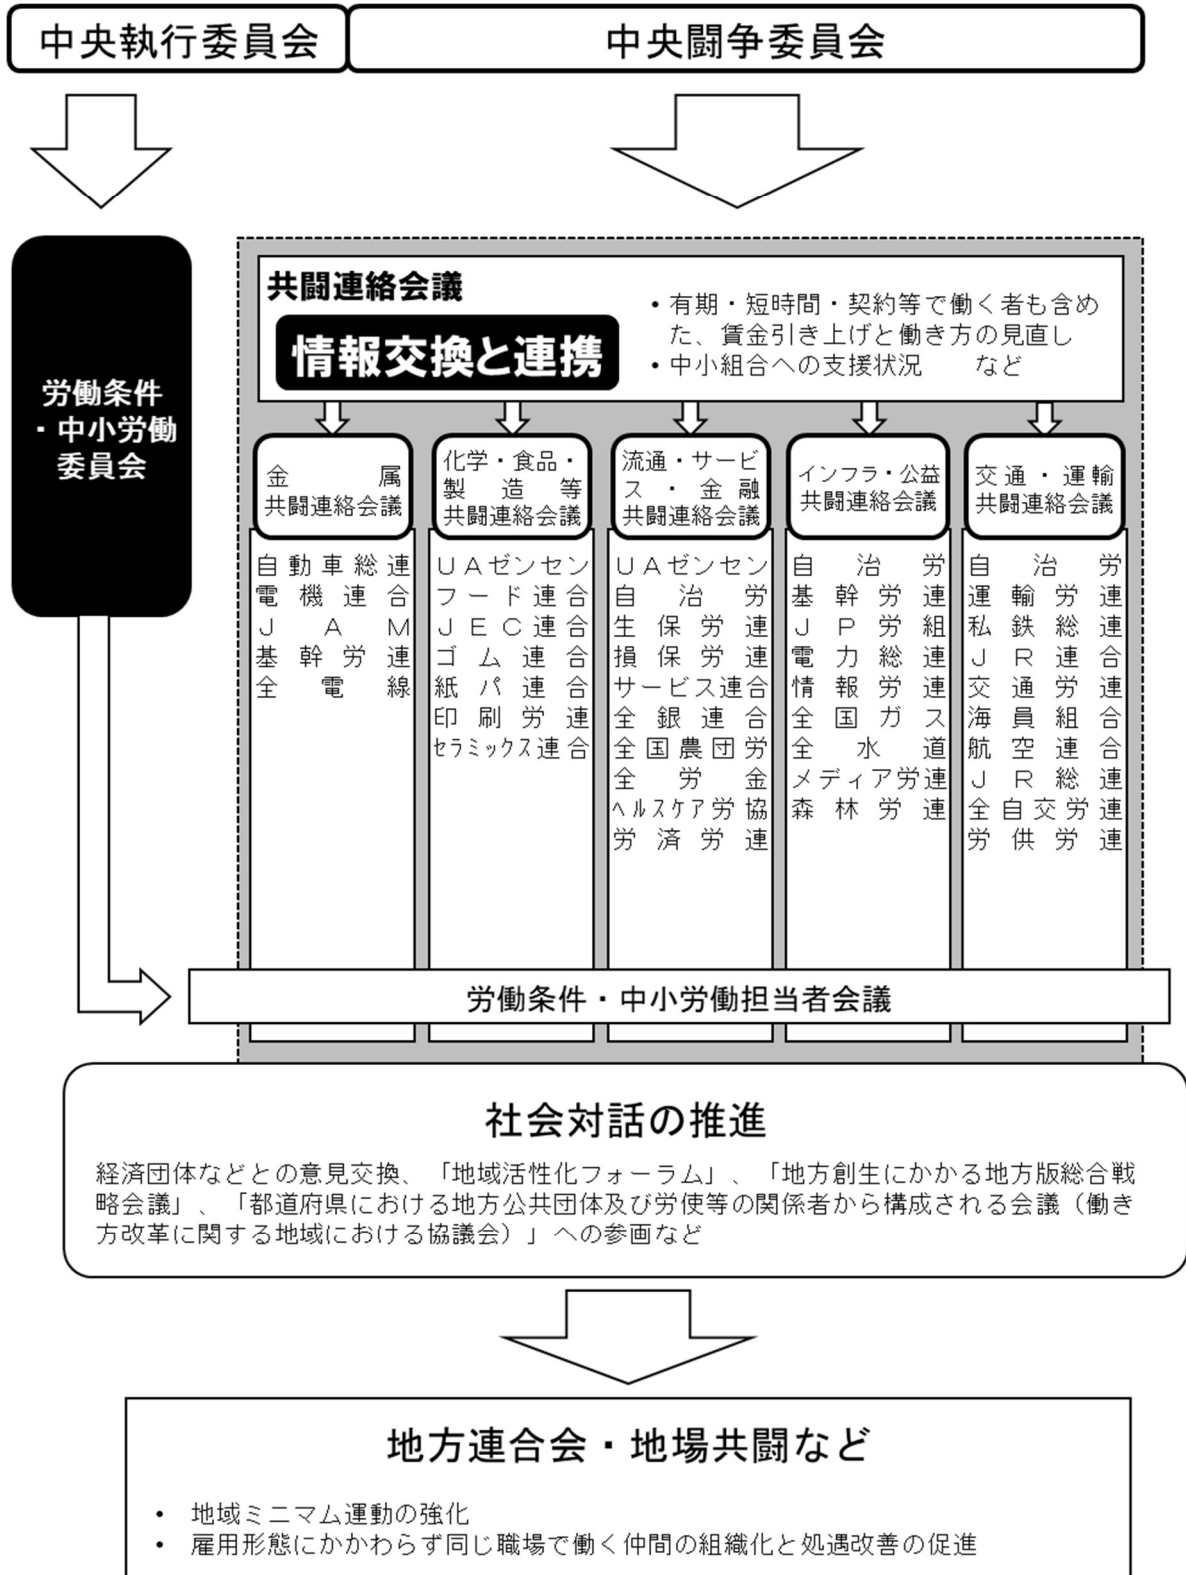 中央執行委員会
中央闘争委員会
労働条件
・中小労働
委員会
共闘連絡会議
情報交換と連携
• 有期・短時間・契約等で働く者も含め
た、賃金引き上げと働き方の見直し
• 中小組合への支援状況　　など
金属
共闘連絡会議
自動車総連
電機連合
ＪＡＭ
基幹労連
全電線
化学・食品・
製造等
共闘連絡会議
ＵＡゼンセン
フード連合
ＪＥＣ連合
ゴム連合
紙パ連合
印刷労連
セラミックス連合
流通・サービ
ス・金融
共闘連絡会議
ＵＡゼンセン
自治労
生保労連
損保労連
サービス連合
全銀連合
全国農団労
全労金
ヘルスケア労協
労済労連
インフラ・公益
共闘連絡会議
自治労
基幹労連
ＪＰ労組
電力総連
情報労連
全国ガス
全水道
メディア労連
森林労連
交通・運輸
共闘連絡会議
自治労
運輸労連
私鉄総連
ＪＲ連合
交通労連
海員組合
航空連合
ＪＲ総連
全自交労連
労供労連
労働条件・中小労働担当者会議
社会対話の推進
経済団体などとの意見交換、「地域活性化フォーラム」、「地方創生にかかる地方版総合戦
略会議」、「都道府県における地方公共団体及び労使等の関係者から構成される会議（働き
方改革に関する地域における協議会）」への参画など
地方連合会・地場共闘など
• 地域ミニマム運動の強化
• 雇用形態にかかわらず同じ職場で働く仲間の組織化と処遇改善の促進